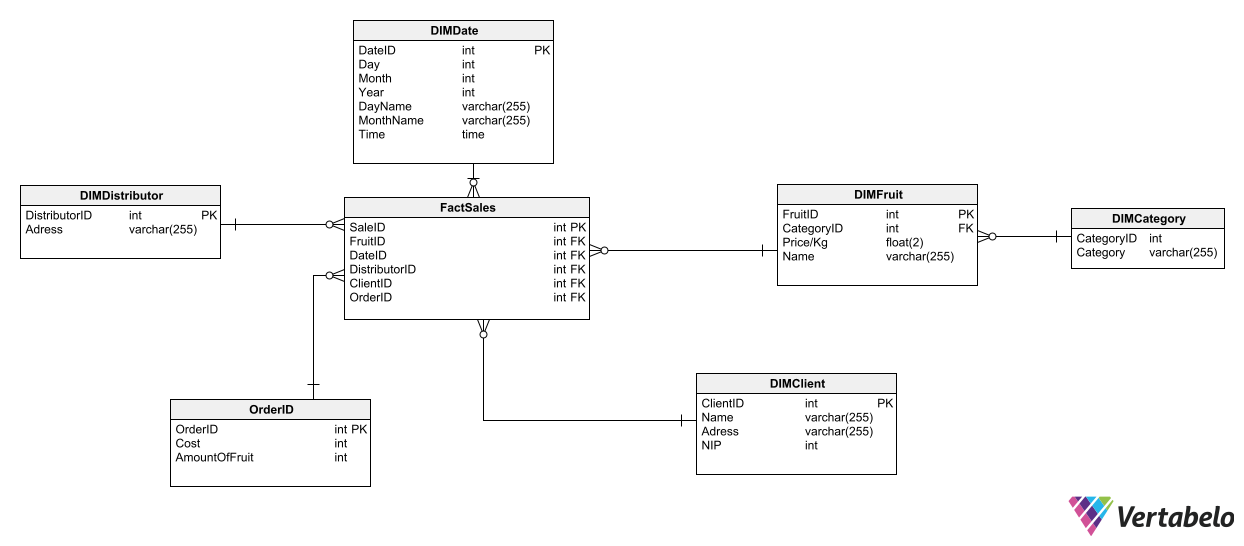 DIMDate
DateID int PK
Day int
Month int
Year int
DayName varchar(255)
MonthName varchar(255)
Time time
DIMDistributor
DistributorID int PK
Adress varchar(255)
FactSales
SaleID int PK
FruitID int FK
DateID int FK
DistributorID int FK
ClientID int FK
OrderID int FK
DIMFruit
FruitID int PK
CategoryID int FK
Price/Kg float(2)
Name varchar(255)
DIMCategory
CategoryID int
Category varchar(255)
OrderID
OrderID int PK
Cost int
AmountOfFruit int
DIMClient
ClientID int PK
Name varchar(255)
Adress varchar(255)
NIP int
Vertabelo